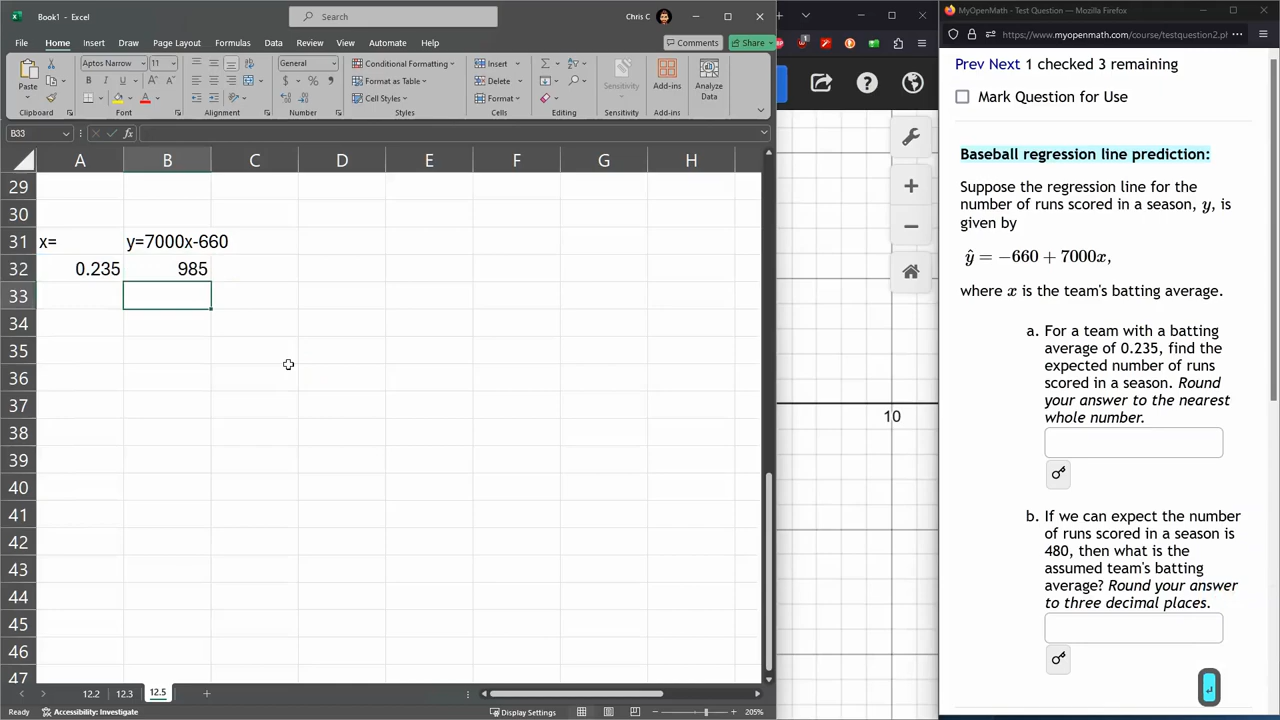 Book1 - Excel
Search
Chris C
File Home Insert Draw Page Layout Formulas Data Review View Automate Help
Comments Share
Paste
Clipboard
Aptos Narrow 11
B I U
Font
Alignment
General
$ % 9
Number
Conditional Formatting
Format as Table
Cell Styles
Styles
Insert
Delete
Format
Cells
Editing
Sensitivity
Sensitivity
Add-ins
Add-ins
Analyze
Data
B33
fx
A B C D E F G H
29
30
31 x= y=7000x-660
32 0.235 985
33
34
35
36
37
38
39
40
41
42
43
44
45
46
47
12.2 12.3 12.5
Ready
Accessibility: Investigate
Display Settings
205%
10
MyOpenMath - Test Question — Mozilla Firefox
https://www.myopenmath.com/course/testquestion2.pl
Prev Next 1 checked 3 remaining
Mark Question for Use
Baseball regression line prediction:
Suppose the regression line for the
number of runs scored in a season, y, is
given by
ŷ = −660 + 7000x,
where x is the team's batting average.
a. For a team with a batting
average of 0.235, find the
expected number of runs
scored in a season. Round
your answer to the nearest
whole number.
b. If we can expect the number
of runs scored in a season is
480, then what is the
assumed team's batting
average? Round your answer
to three decimal places.